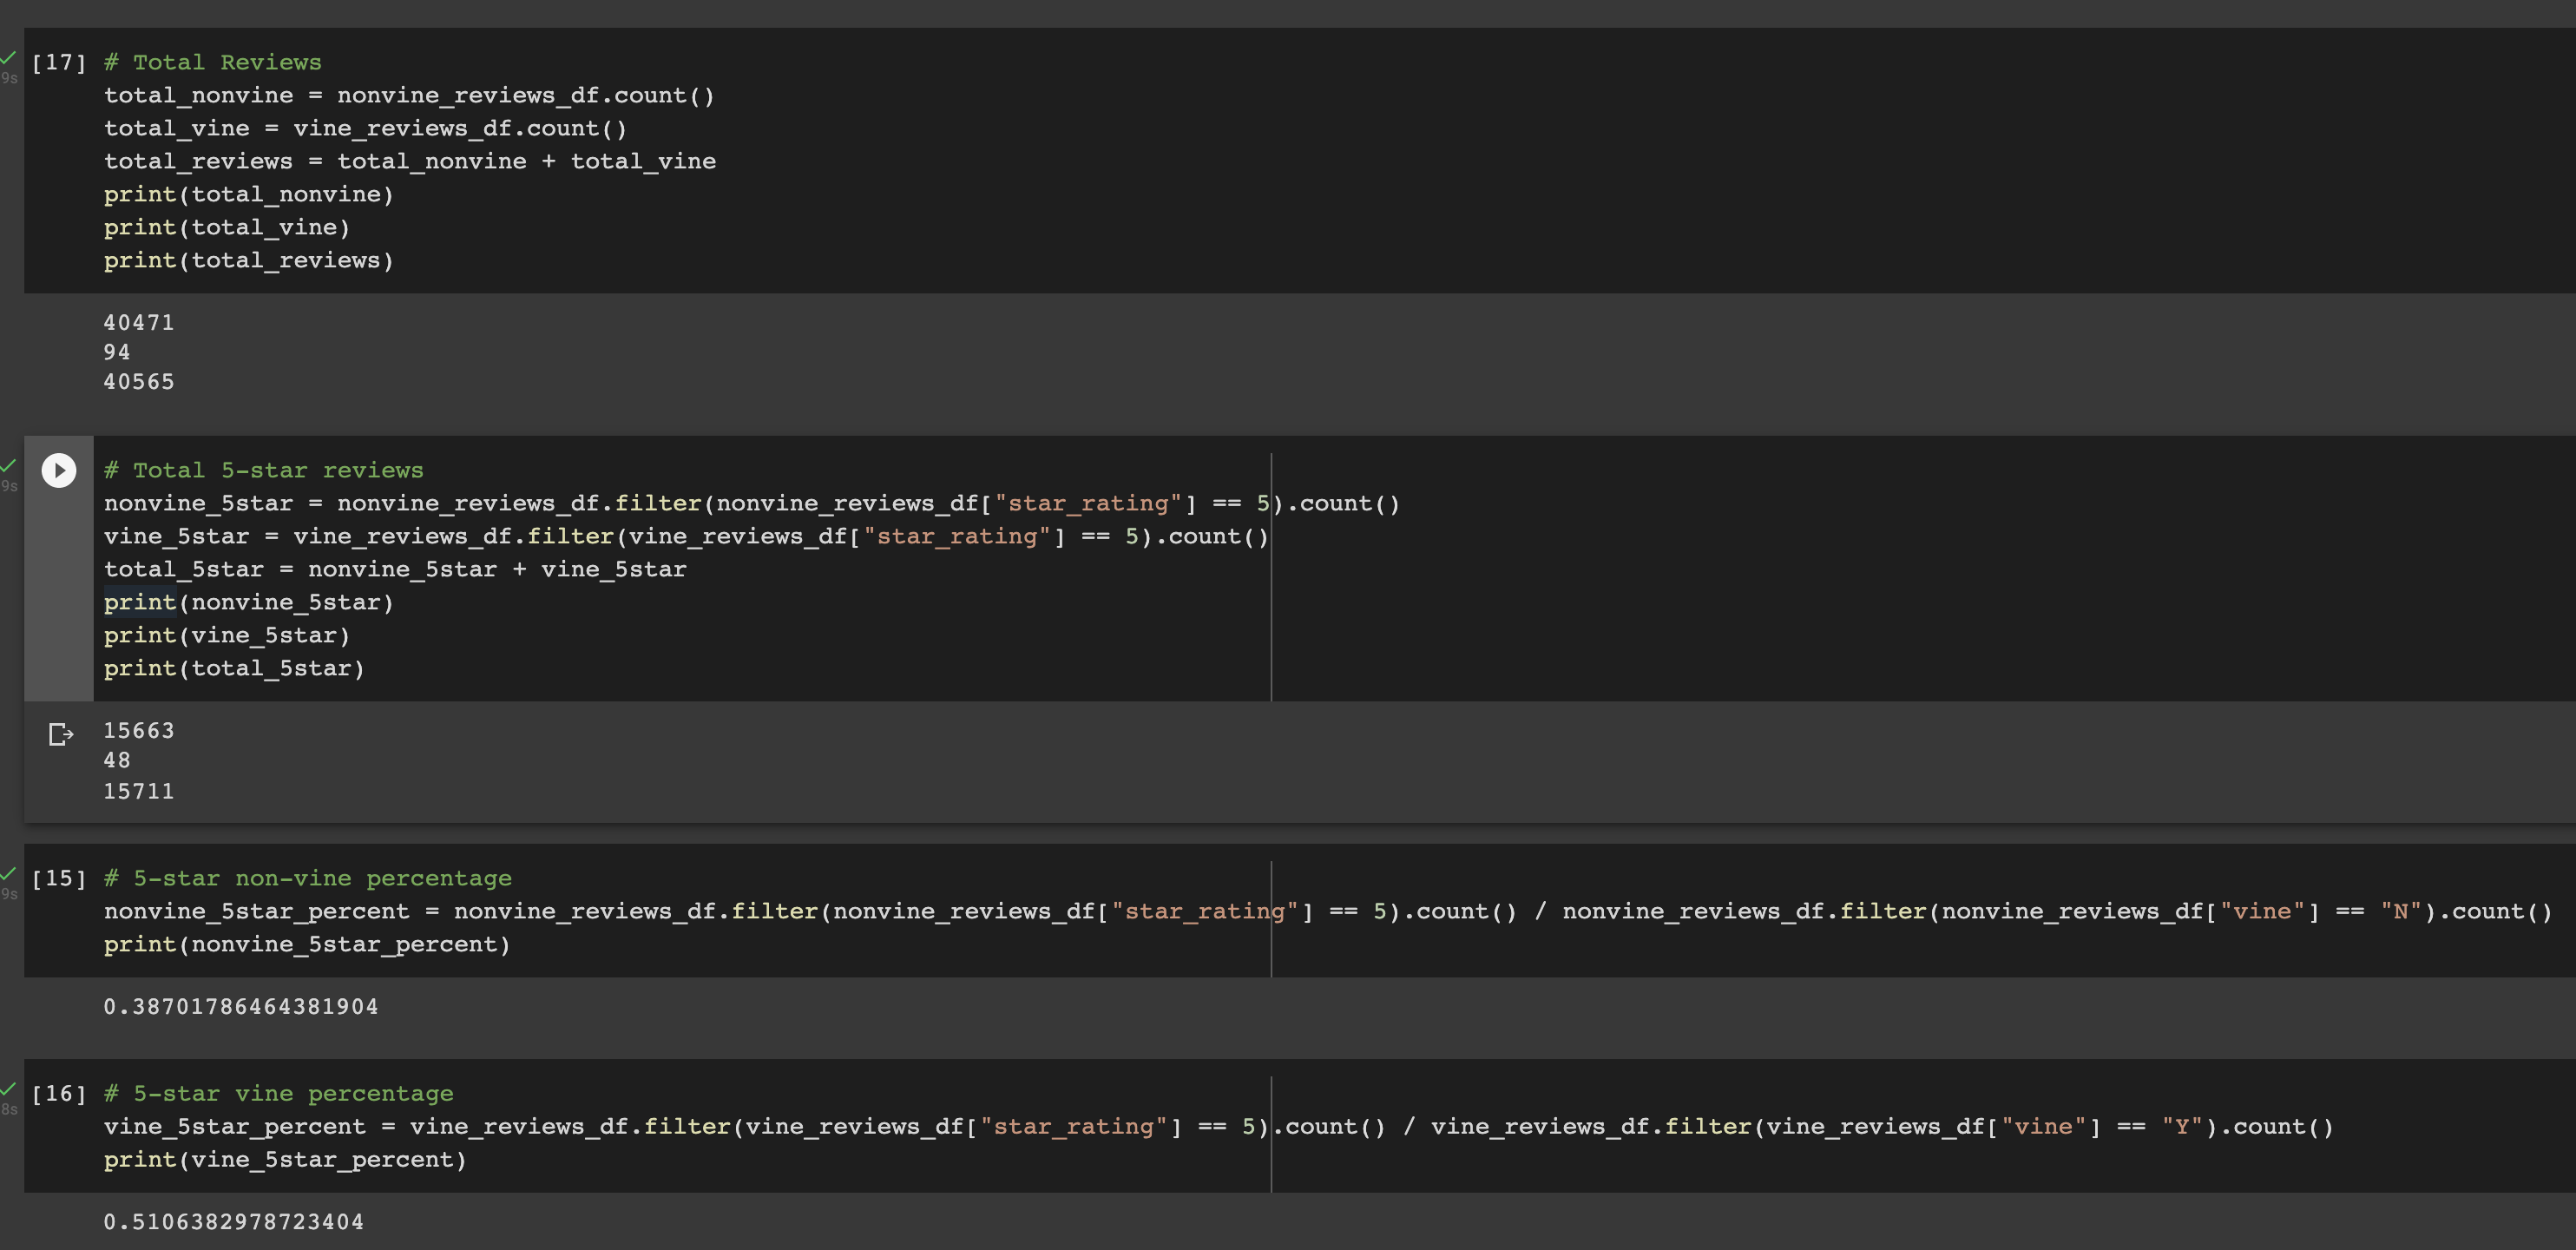 [17] # Total Reviews
9s
total_nonvine = nonvine_reviews_df.count()
total_vine = vine_reviews_df.count()
total_reviews = total_nonvine + total_vine
print(total_nonvine)
print(total_vine)
print(total_reviews)
40471
94
40565
# Total 5-star reviews
9s
nonvine_5star = nonvine_reviews_df.filter(nonvine_reviews_df["star_rating"] == 5).count()
vine_5star = vine_reviews_df.filter(vine_reviews_df["star_rating"] == 5).count()
total_5star = nonvine_5star + vine_5star
print(nonvine_5star)
print(vine_5star)
print(total_5star)
15663
48
15711
[15] # 5-star non-vine percentage
9s
nonvine_5star_percent = nonvine_reviews_df.filter(nonvine_reviews_df["star_rating"] == 5).count() / nonvine_reviews_df.filter(nonvine_reviews_df["vine"] == "N").count()
print(nonvine_5star_percent)
0.38701786464381904
[16] # 5-star vine percentage
8s
vine_5star_percent = vine_reviews_df.filter(vine_reviews_df["star_rating"] == 5).count() / vine_reviews_df.filter(vine_reviews_df["vine"] == "Y").count()
print(vine_5star_percent)
0.5106382978723404